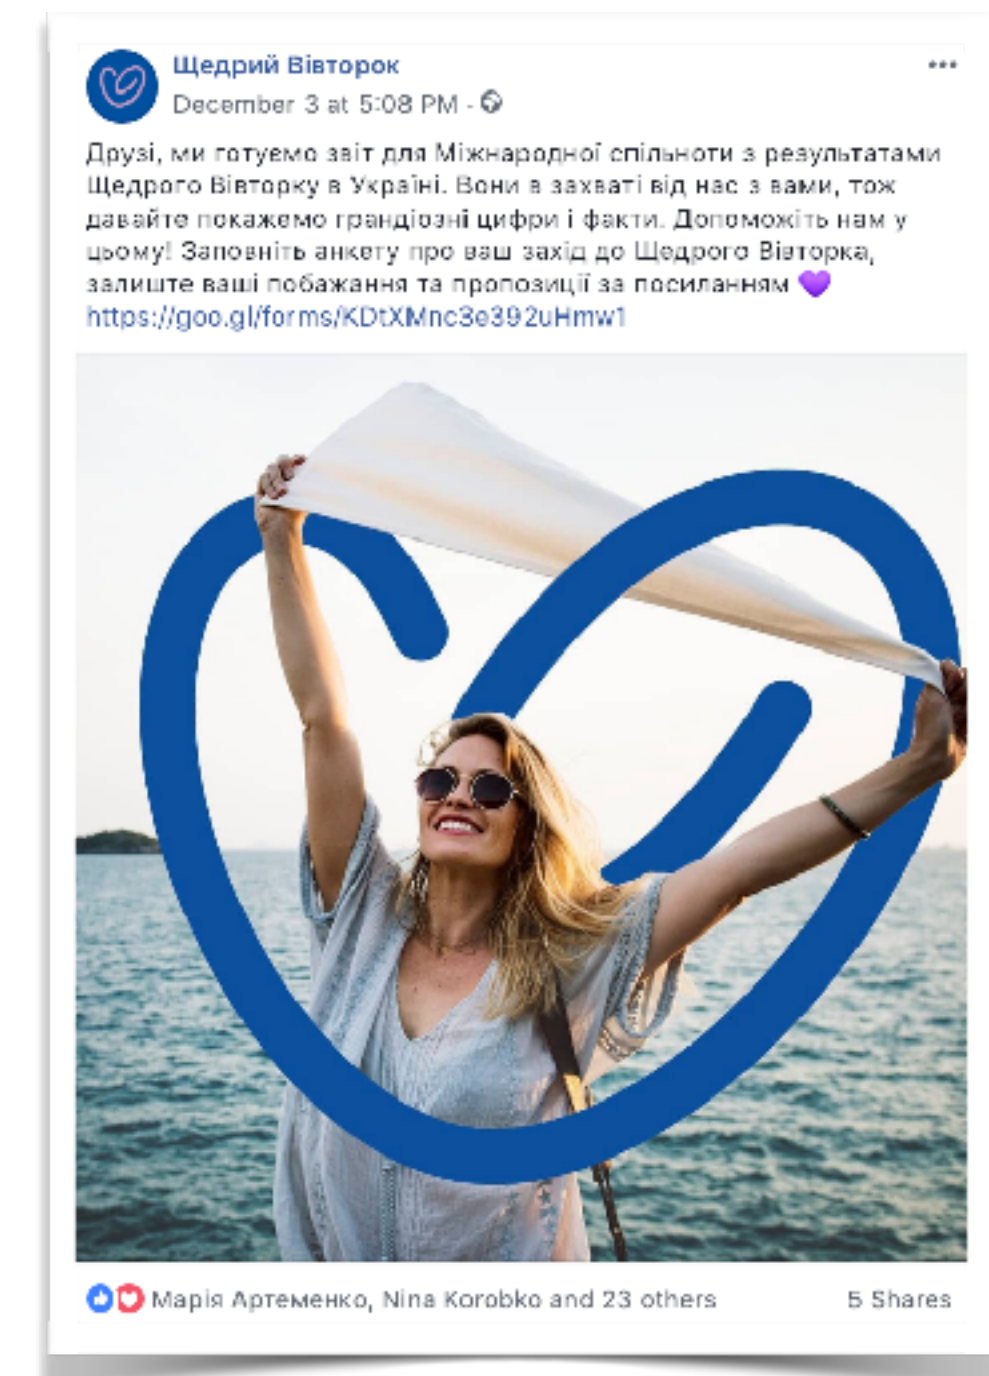 Щедрий Вівторок
December 3 at 5:08 PM ·
Друзі, ми готуємо звіт для Міжнародної спільноти з результатами
Щедрого Вівторку в Україні. Вони в захваті від нас з вами, тож
давайте покажемо грандіозні цифри і факти. Допоможіть нам у
цьому! Заповніть анкету про ваш захід до Щедрого Вівторка,
залиште ваші побажання та пропозиції за посиланням 💜
https://goo.gl/forms/KDtXMnc3e392uHmw1
Марія Артеменко, Nina Korobko and 23 others
5 Shares